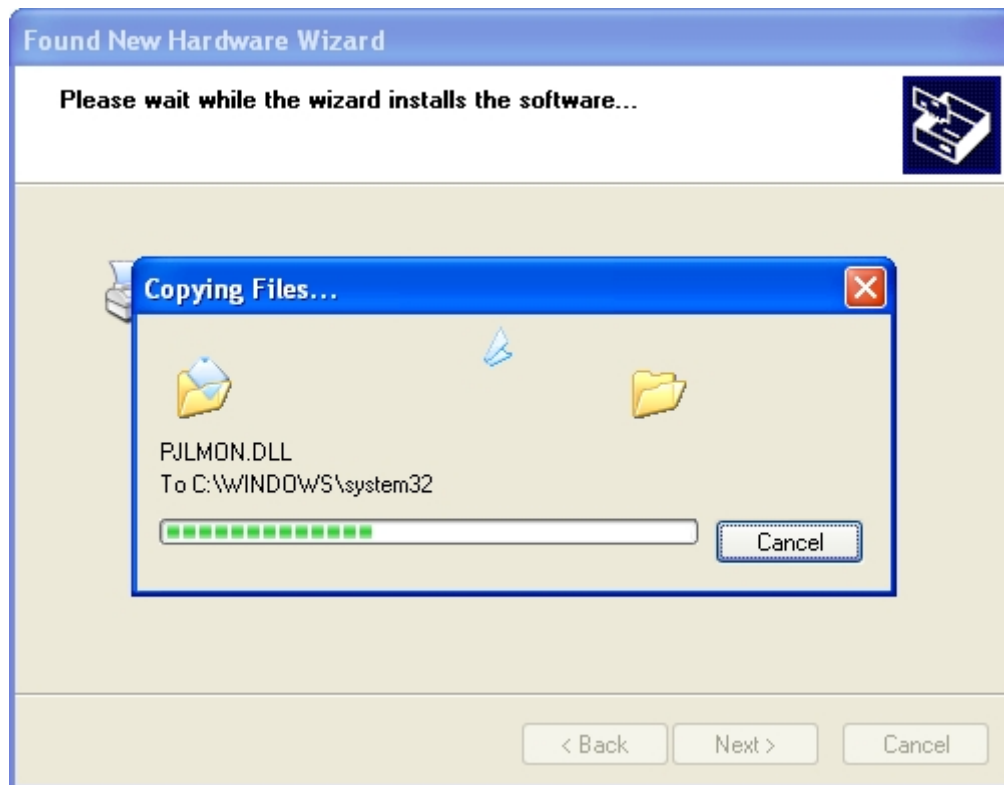 Found New Hardware Wizard
Please wait while the wizard installs the software...
Copying Files...
PJLMON.DLL
To C:\WINDOWS\system32
Cancel
< Back
Next >
Cancel